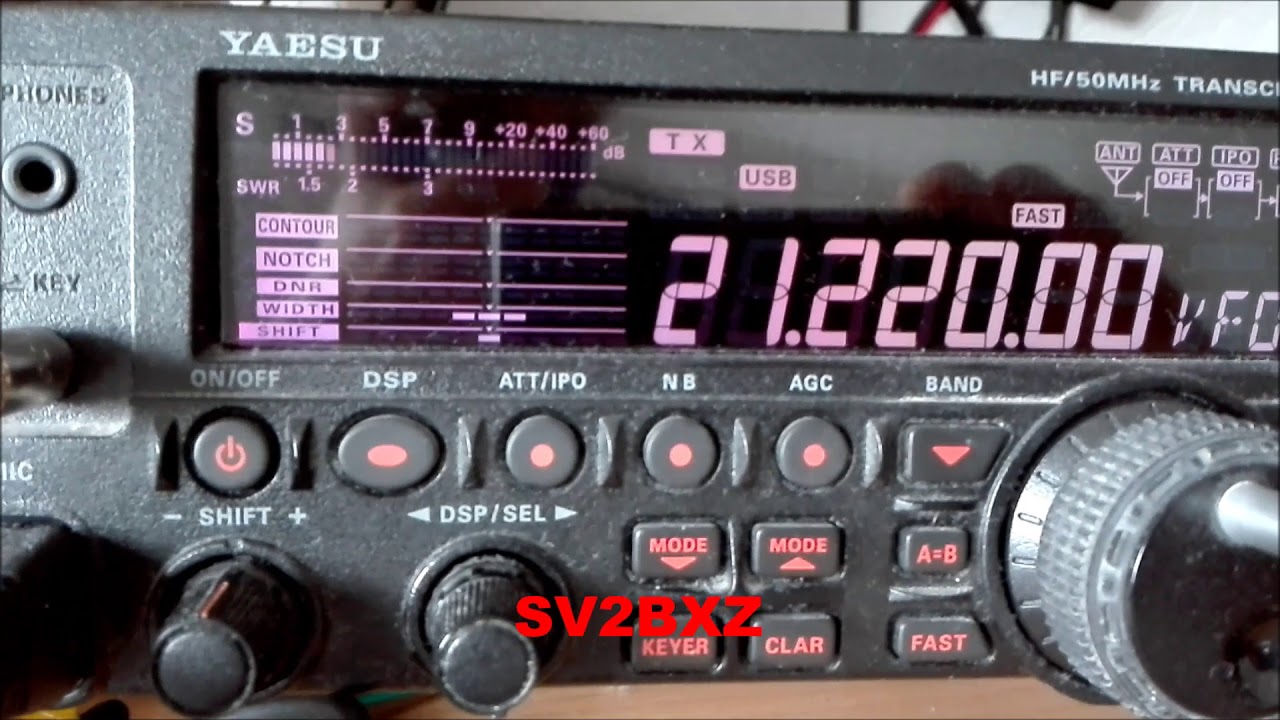 YAESU
HF/50MHz TRANSC
PHONES
S 1 3 5 7 9 +20 +40 +60 dB
SWR 1.5 2 3
TX
USB
ANT ATT IPO
OFF OFF
FAST
CONTOUR
NOTCH
DNR
WIDTH
SHIFT
21.220.00
VFO
KEY
ON/OFF DSP ATT/IPO NB AGC BAND
- SHIFT + ◄ DSP/SEL ►
MODE MODE A=B
SV2BXZ
KEYER CLAR FAST